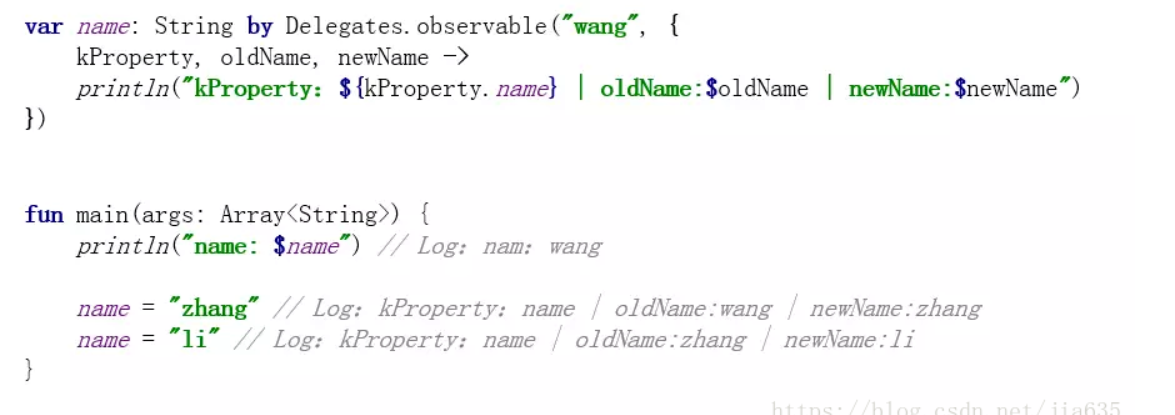 var name: String by Delegates.observable("wang", {
    kProperty, oldName, newName ->
    println("kProperty：${kProperty.name} | oldName:$oldName | newName:$newName")
})
fun main(args: Array<String>) {
    println("name: $name") // Log：nam：wang
    name = "zhang" // Log：kProperty：name | oldName:wang | newName:zhang
    name = "li" // Log：kProperty：name | oldName:zhang | newName:li
}
https://blog.csdn.net/jia635